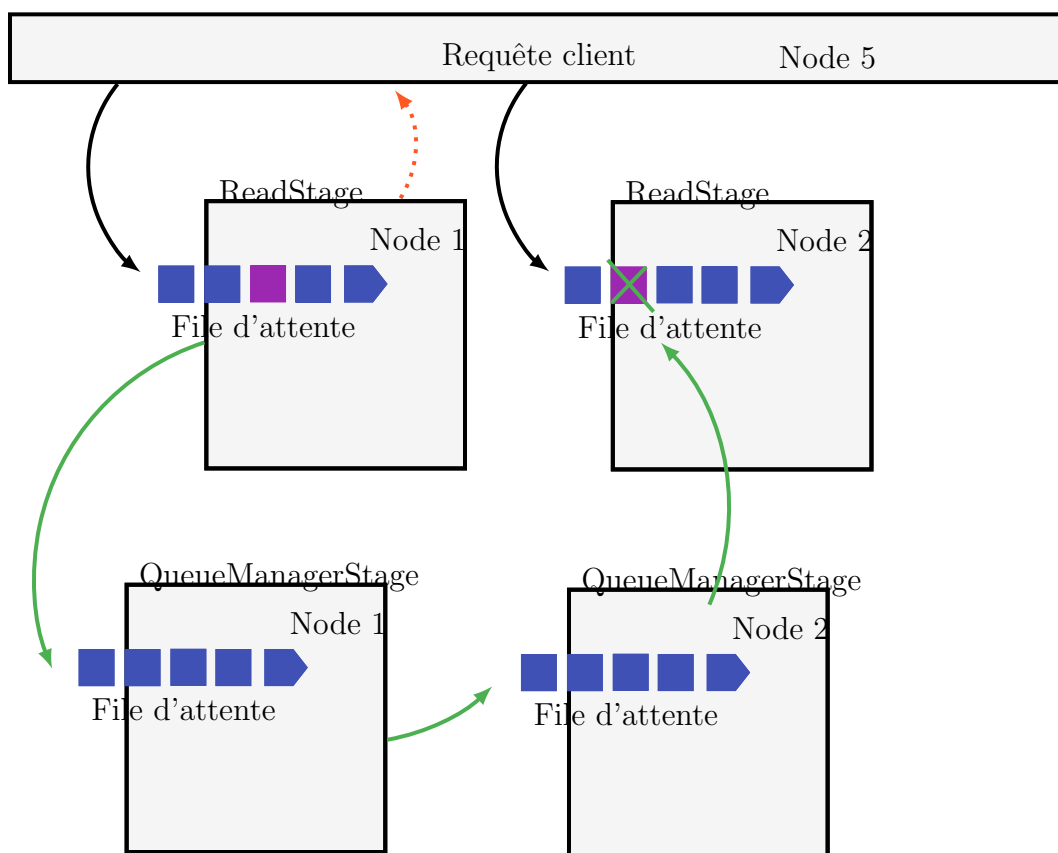 Requête client
Node 5
ReadStage
Node 1
File d'attente
ReadStage
Node 2
File d'attente
QueueManagerStage
Node 1
File d'attente
QueueManagerStage
Node 2
File d'attente